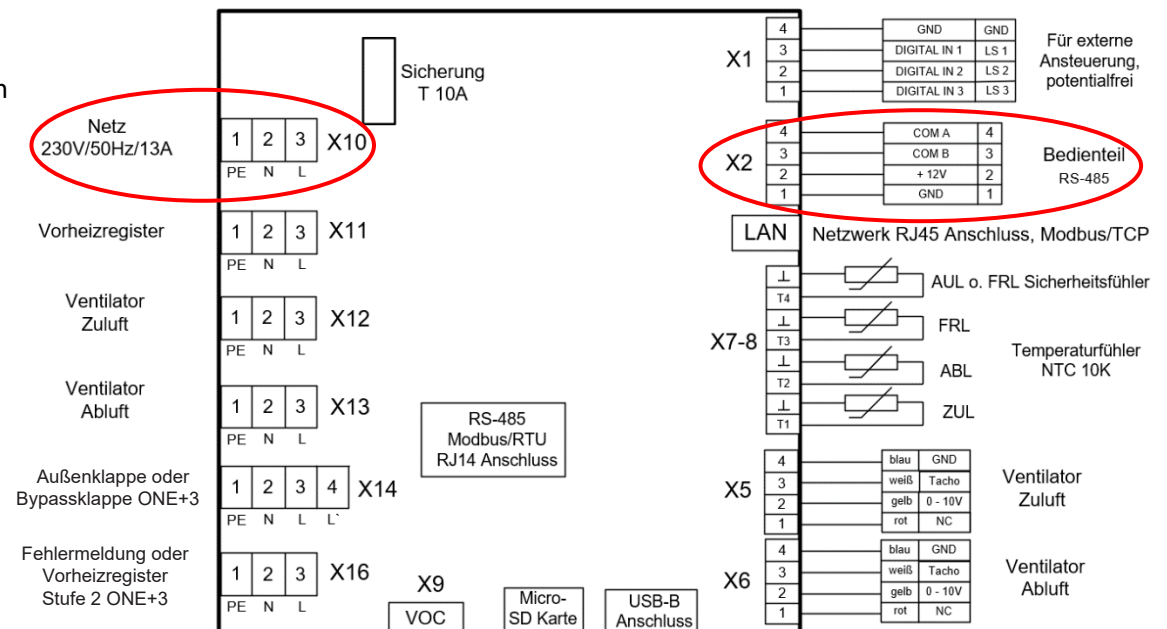 n
Netz
230V/50Hz/13A
1 2 3 X10
PE N L
Sicherung
T 10A
Vorheizregister
1 2 3 X11
PE N L
Ventilator
Zuluft
1 2 3 X12
PE N L
Ventilator
Abluft
1 2 3 X13
PE N L
Außenklappe oder
Bypassklappe ONE+3
1 2 3 4 X14
PE N L L`
Fehlermeldung oder
Vorheizregister
Stufe 2 ONE+3
1 2 3 X16
PE N L
RS-485
Modbus/RTU
RJ14 Anschluss
X9
VOC
Micro-
SD Karte
USB-B
Anschluss
X1
4 GND GND
3 DIGITAL IN 1 LS 1
2 DIGITAL IN 2 LS 2
1 DIGITAL IN 3 LS 3
Für externe
Ansteuerung,
potentialfrei
X2
4 COM A 4
3 COM B 3
2 + 12V 2
1 GND 1
Bedienteil
RS-485
LAN Netzwerk RJ45 Anschluss, Modbus/TCP
X7-8
⊥
T4
AUL o. FRL Sicherheitsfühler
⊥
T3
FRL
⊥
T2
ABL
⊥
T1
ZUL
Temperaturfühler
NTC 10K
X5
4 blau GND
3 weiß Tacho
2 gelb 0 - 10V
1 rot NC
Ventilator
Zuluft
X6
4 blau GND
3 weiß Tacho
2 gelb 0 - 10V
1 rot NC
Ventilator
Abluft